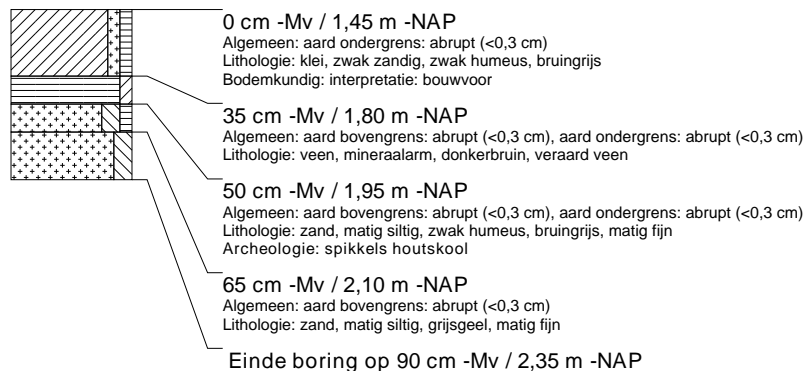 0 cm -Mv / 1,45 m -NAP
Algemeen: aard ondergrens: abrupt (<0,3 cm)
Lithologie: klei, zwak zandig, zwak humeus, bruingrijs
Bodemkundig: interpretatie: bouwvoor
35 cm -Mv / 1,80 m -NAP
Algemeen: aard bovengrens: abrupt (<0,3 cm), aard ondergrens: abrupt (<0,3 cm)
Lithologie: veen, mineraalarm, donkerbruin, veraard veen
50 cm -Mv / 1,95 m -NAP
Algemeen: aard bovengrens: abrupt (<0,3 cm), aard ondergrens: abrupt (<0,3 cm)
Lithologie: zand, matig siltig, zwak humeus, bruingrijs, matig fijn
Archeologie: spikkels houtskool
65 cm -Mv / 2,10 m -NAP
Algemeen: aard bovengrens: abrupt (<0,3 cm)
Lithologie: zand, matig siltig, grijsgeel, matig fijn
Einde boring op 90 cm -Mv / 2,35 m -NAP